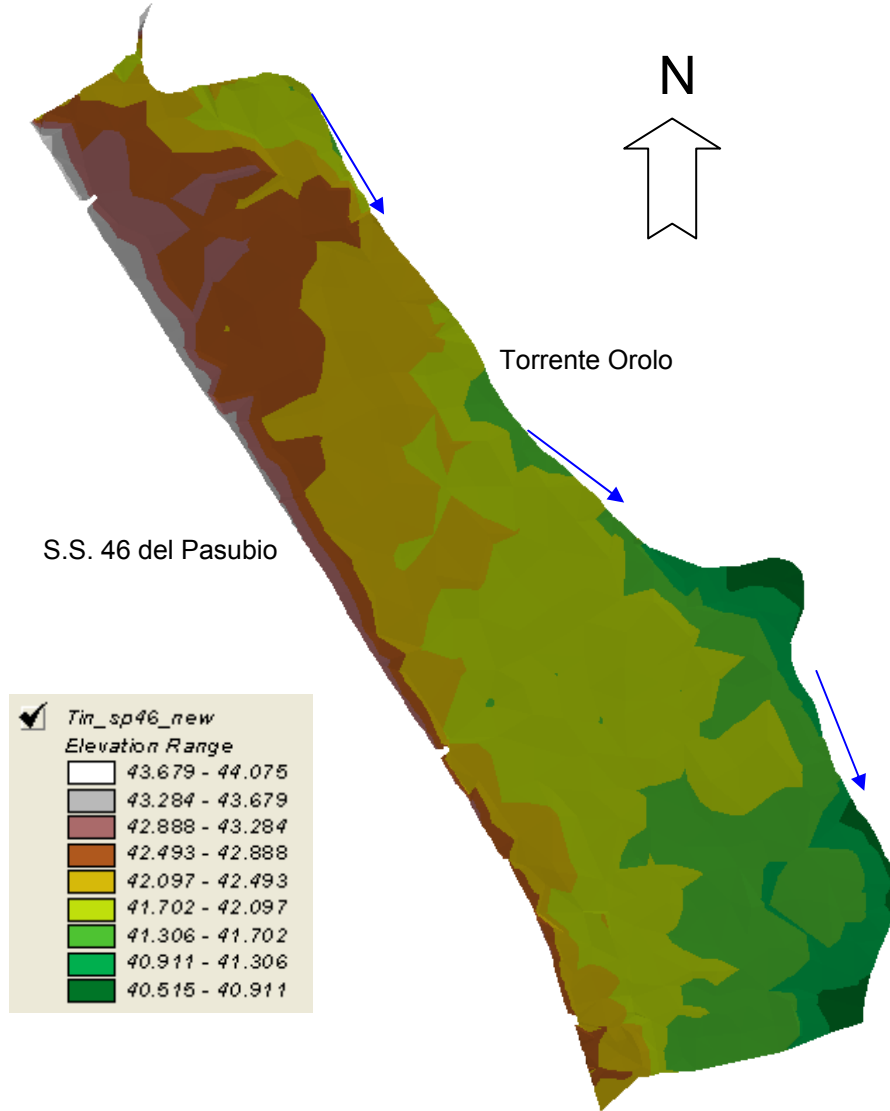 N
Torrente Orolo
S.S. 46 del Pasubio
Tin_sp46_new
Elevation Range
43.679 - 44.075
43.284 - 43.679
42.888 - 43.284
42.493 - 42.888
42.097 - 42.493
41.702 - 42.097
41.306 - 41.702
40.911 - 41.306
40.515 - 40.911